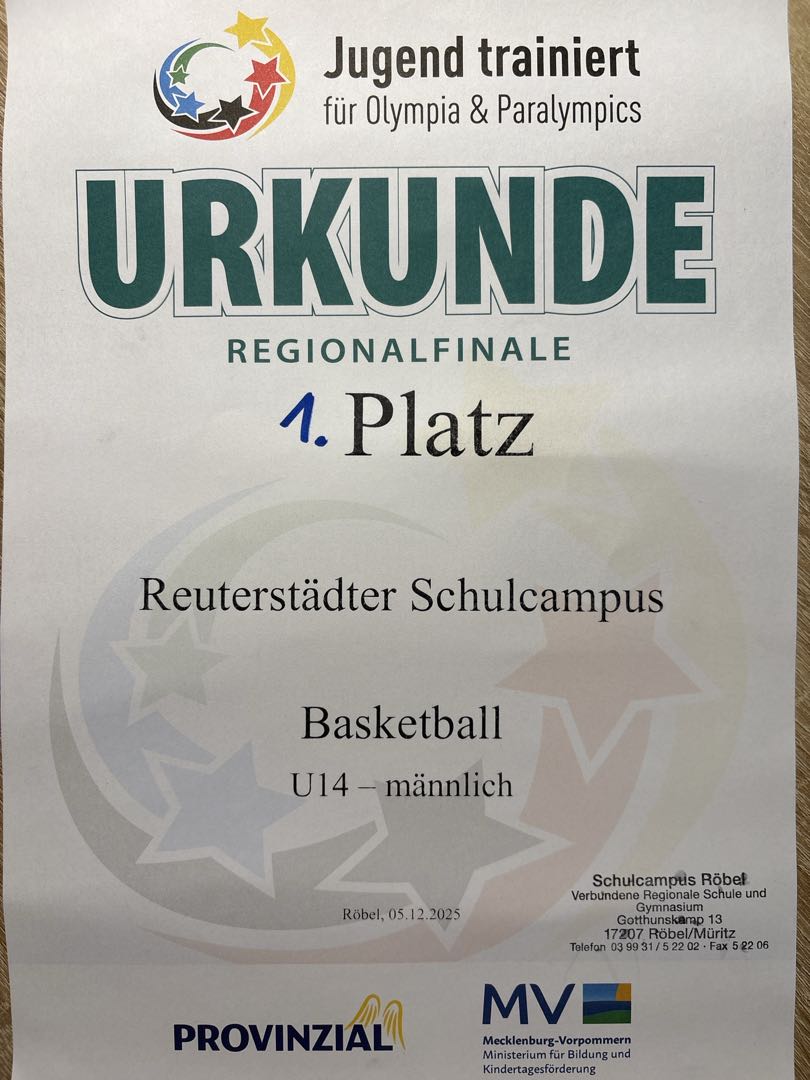 Jugend trainiert
für Olympia & Paralympics
URKUNDE
REGIONALFINALE
1. Platz
Reuterstädter Schulcampus
Basketball
U14 – männlich
Röbel, 05.12.2025
Schulcampus Röbel
Verbundene Regionale Schule und
Gymnasium
Gotthunskamp 13
17207 Röbel/Müritz
Telefon 03 99 31 / 5 22 02 · Fax 5 22 06
PROVINZIAL
MV
Mecklenburg-Vorpommern
Ministerium für Bildung und
Kindertagesförderung